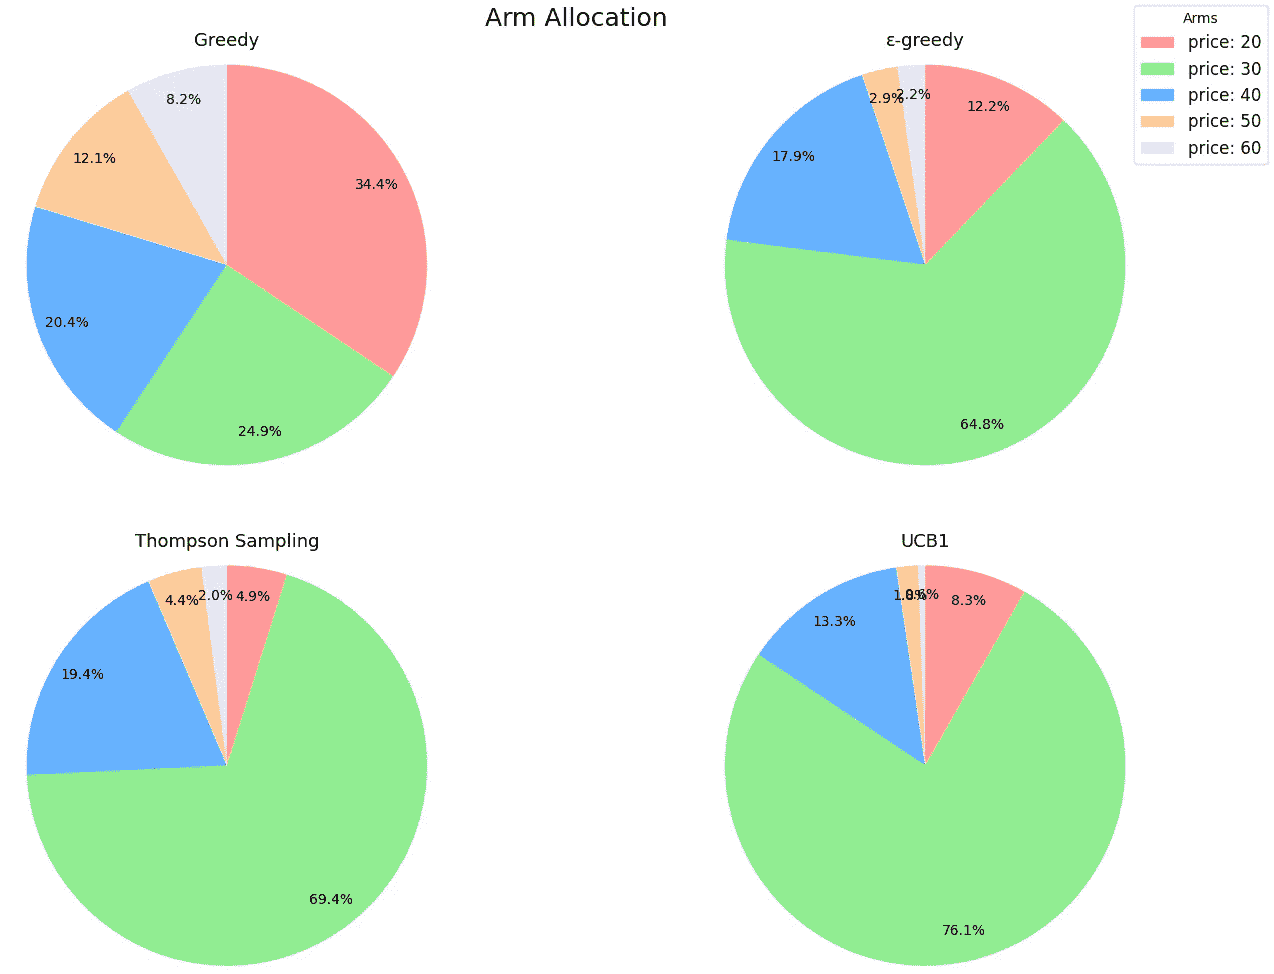 Arm Allocation
Greedy
8.2%
12.1%
34.4%
20.4%
24.9%
ε-greedy
2.9%
2.2%
12.2%
17.9%
64.8%
Arms
price: 20
price: 30
price: 40
price: 50
price: 60
Thompson Sampling
4.4%
2.0%
4.9%
19.4%
69.4%
UCB1
0.6%
8.3%
13.3%
76.1%